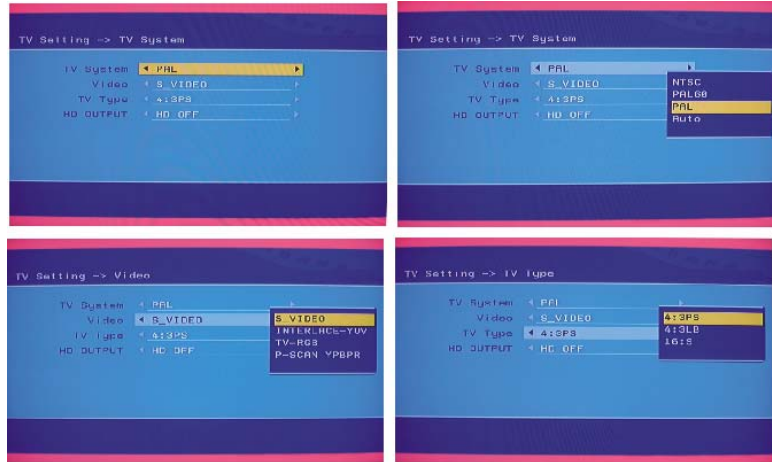 TV Setting -> TV System
TV System PAL
Video S_VIDEO
TV Type 4:3PS
HD OUTPUT HD OFF
TV Setting -> TV System
TV System PAL
Video S_VIDEO
TV Type 4:3PS
HD OUTPUT HD OFF
NTSC
PAL60
PAL
Auto
TV Setting -> Video
TV System PAL
Video S_VIDEO
TV Type 4:3PS
HD OUTPUT HD OFF
S_VIDEO
INTERLACE-YUV
TV-RGB
P-SCAN YPBPR
TV Setting -> TV Type
TV System PAL
Video S_VIDEO
TV Type 4:3PS
HD OUTPUT HD OFF
4:3PS
4:3LB
16:9